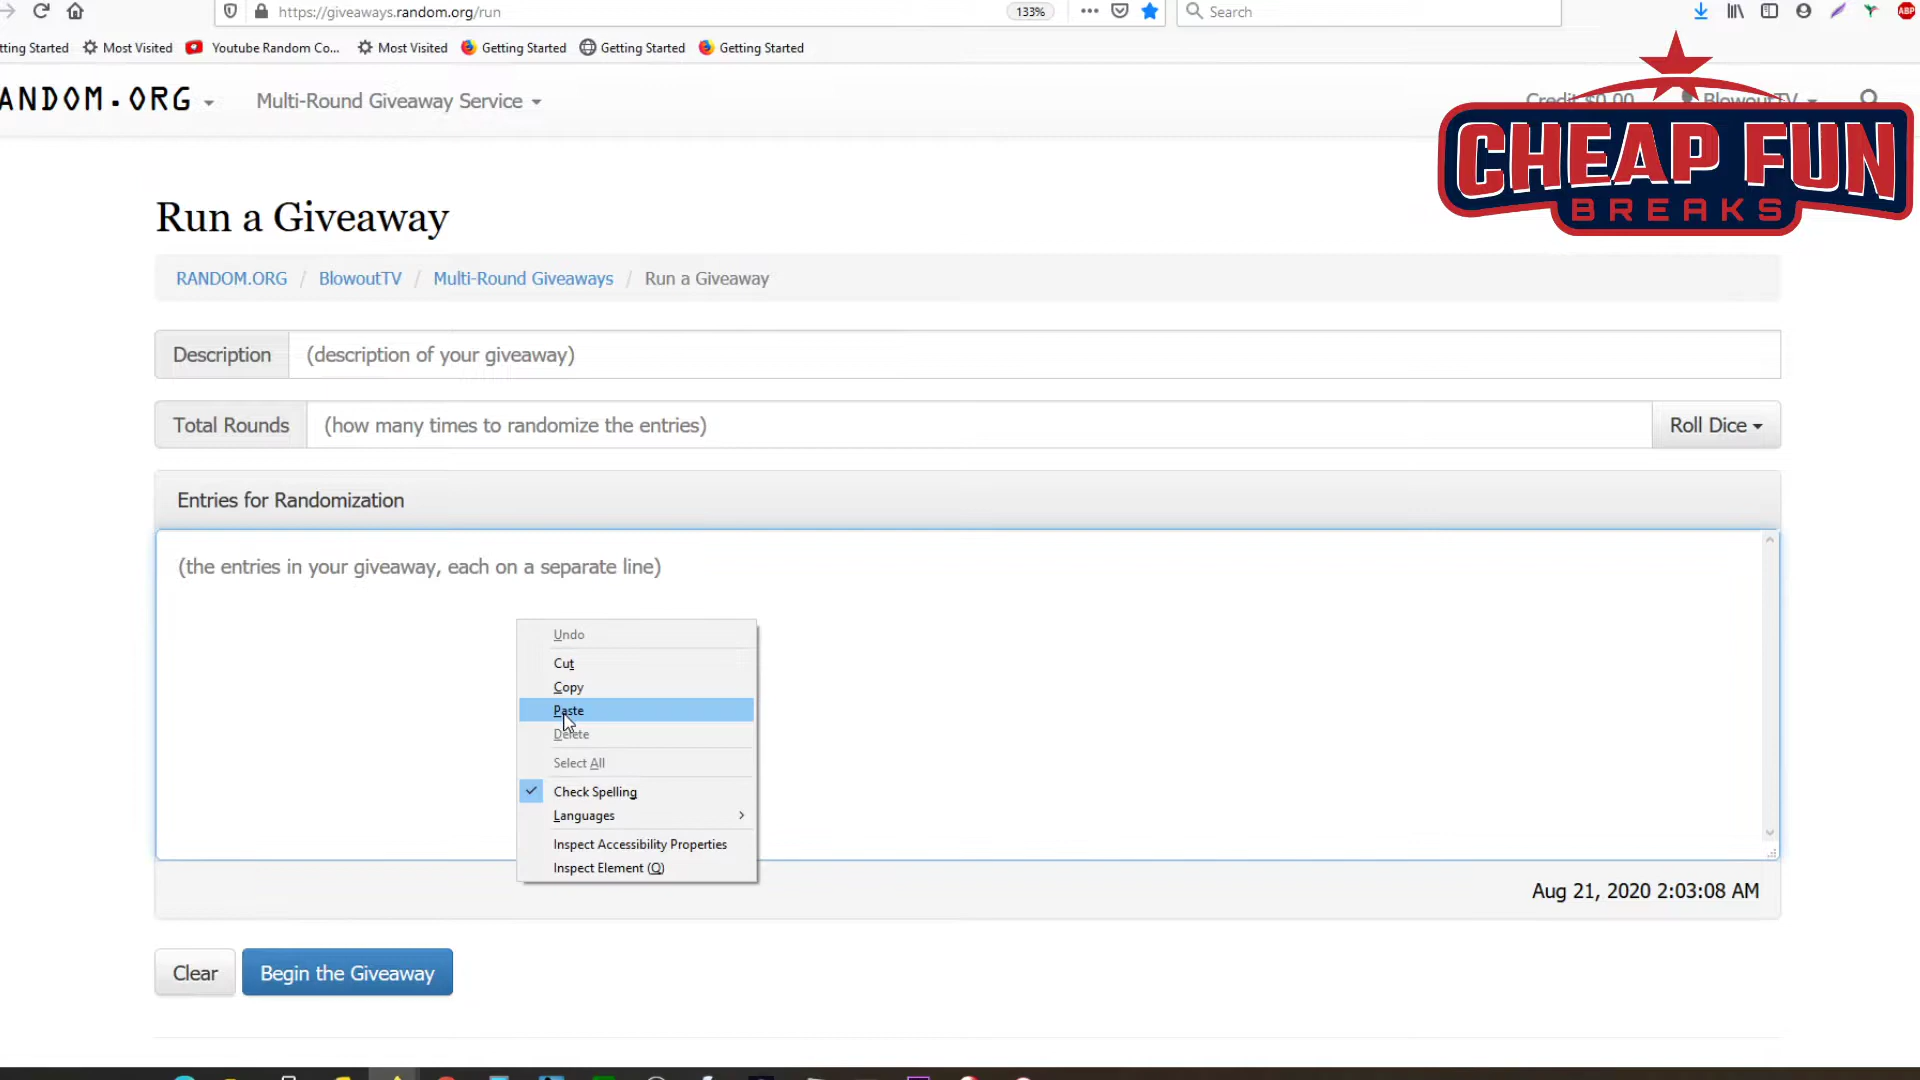 https://giveaways.random.org/run
133%
Search
tting Started
Most Visited
Youtube Random Co...
Most Visited
Getting Started
Getting Started
Getting Started
ANDOM.ORG
Multi-Round Giveaway Service
Credit $0.00
BlowoutTV
CHEAP FUN
BREAKS
Run a Giveaway
RANDOM.ORG / BlowoutTV / Multi-Round Giveaways / Run a Giveaway
Description
(description of your giveaway)
Total Rounds
(how many times to randomize the entries)
Roll Dice
Entries for Randomization
(the entries in your giveaway, each on a separate line)
Undo
Cut
Copy
Paste
Delete
Select All
Check Spelling
Languages
Inspect Accessibility Properties
Inspect Element (Q)
Aug 21, 2020 2:03:08 AM
Clear
Begin the Giveaway
ABP